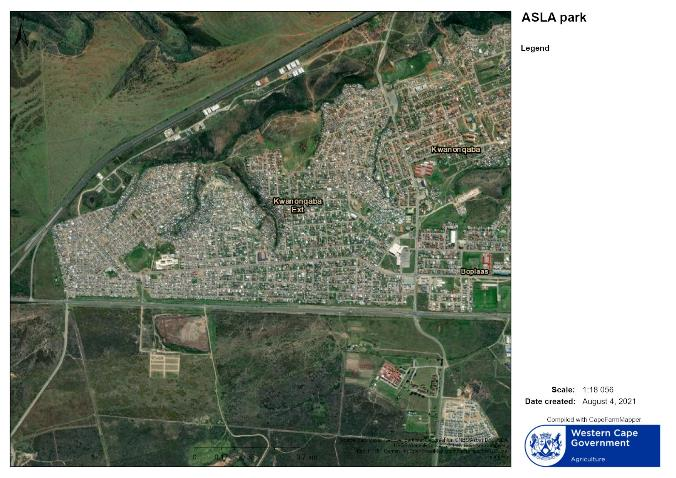 ASLA park
Legend
Kwanonqaba
Kwanonqaba
Ext
Boplaas
Scale: 1:18 056
Date created: August 4, 2021
Compiled with CapeFarmMapper
Western Cape
Government
Agriculture